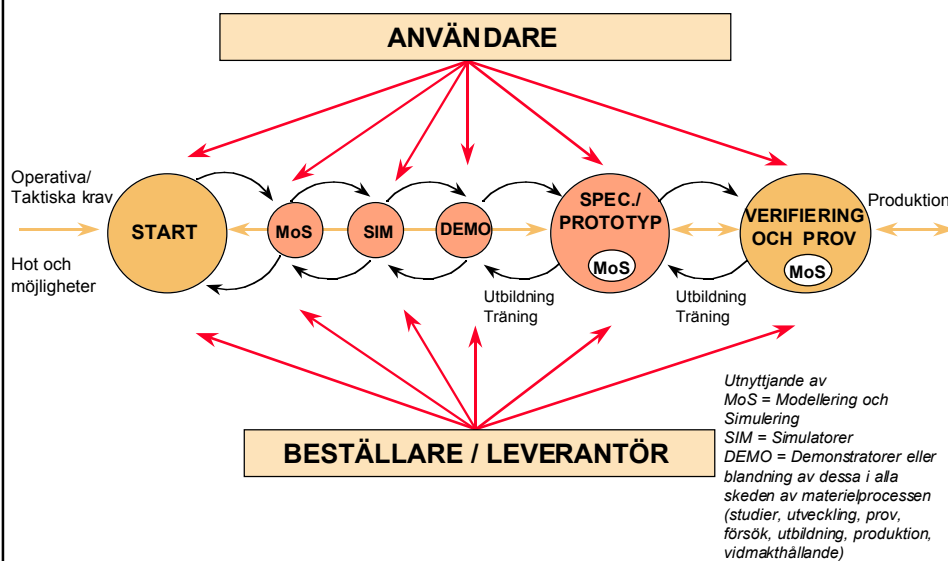 ANVÄNDARE
Operativa/
Taktiska krav
Hot och
möjligheter
START
MoS
SIM
DEMO
SPEC./
PROTOTYP
MoS
VERIFIERING
OCH PROV
MoS
Produktion
Utbildning
Träning
Utbildning
Träning
BESTÄLLARE / LEVERANTÖR
Utnyttjande av
MoS = Modellering och
Simulering
SIM = Simulatorer
DEMO = Demonstratorer eller
blandning av dessa i alla
skeden av materielprocessen
(studier, utveckling, prov,
försök, utbildning, produktion,
vidmakthållande)